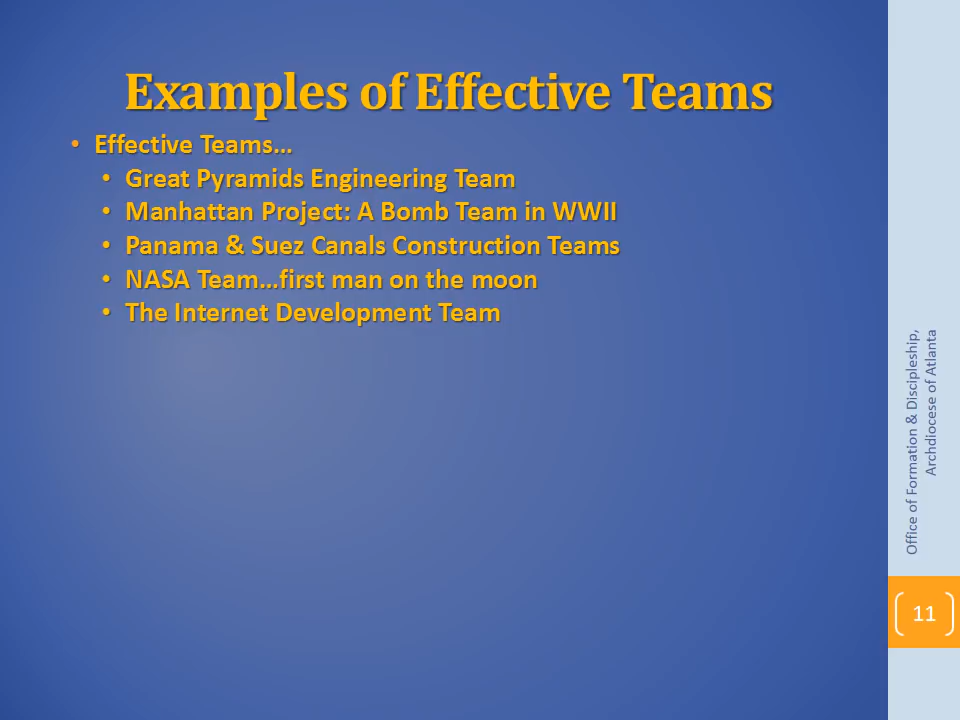 Examples of Effective Teams
• Effective Teams…
• Great Pyramids Engineering Team
• Manhattan Project: A Bomb Team in WWII
• Panama & Suez Canals Construction Teams
• NASA Team…first man on the moon
• The Internet Development Team
Office of Formation & Discipleship,
Archdiocese of Atlanta
11